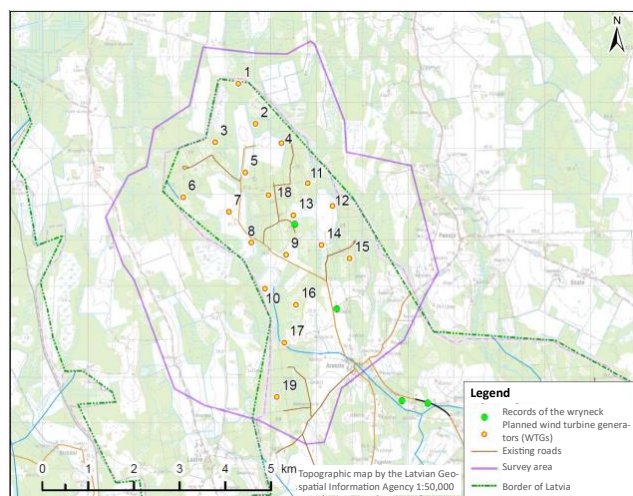 N
1
2
3
4
5
6
7
8
9
10
11
12
13
14
15
16
17
18
19
Legend
Records of the wryneck
Planned wind turbine genera-
tors (WTGs)
Existing roads
Survey area
Border of Latvia
0 1 2 3 4 5 km
Topographic map by the Latvian Geo-
spatial Information Agency 1:50,000